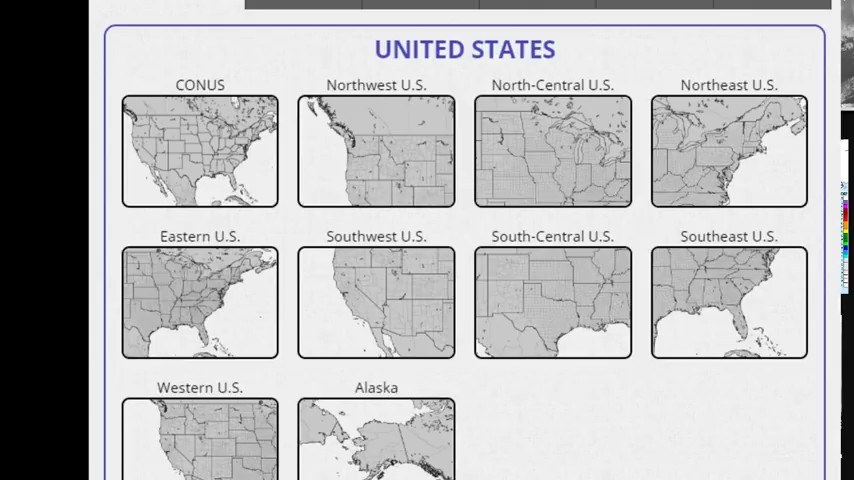 UNITED STATES
CONUS
Northwest U.S.
North-Central U.S.
Northeast U.S.
Eastern U.S.
Southwest U.S.
South-Central U.S.
Southeast U.S.
Western U.S.
Alaska